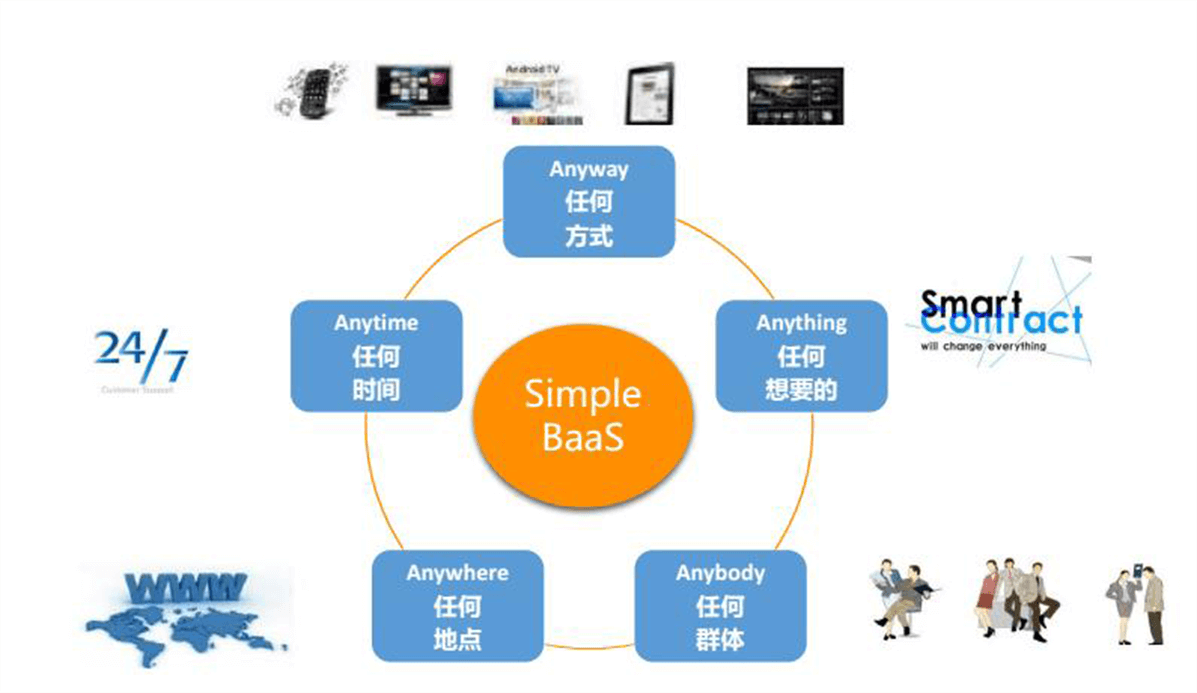 Android TV
Anyway
任何
方式
Anytime
任何
时间
Anything
任何
想要的
24/7
Customer Support
Smart
Contract
will change everything
Simple
BaaS
WWW
Anywhere
任何
地点
Anybody
任何
群体